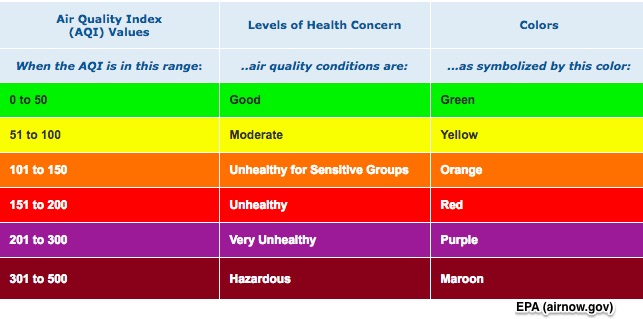 Air Quality Index
(AQI) Values
Levels of Health Concern
Colors
When the AQI is in this range:
..air quality conditions are:
...as symbolized by this color:
0 to 50
Good
Green
51 to 100
Moderate
Yellow
101 to 150
Unhealthy for Sensitive Groups
Orange
151 to 200
Unhealthy
Red
201 to 300
Very Unhealthy
Purple
301 to 500
Hazardous
Maroon
EPA (airnow.gov)